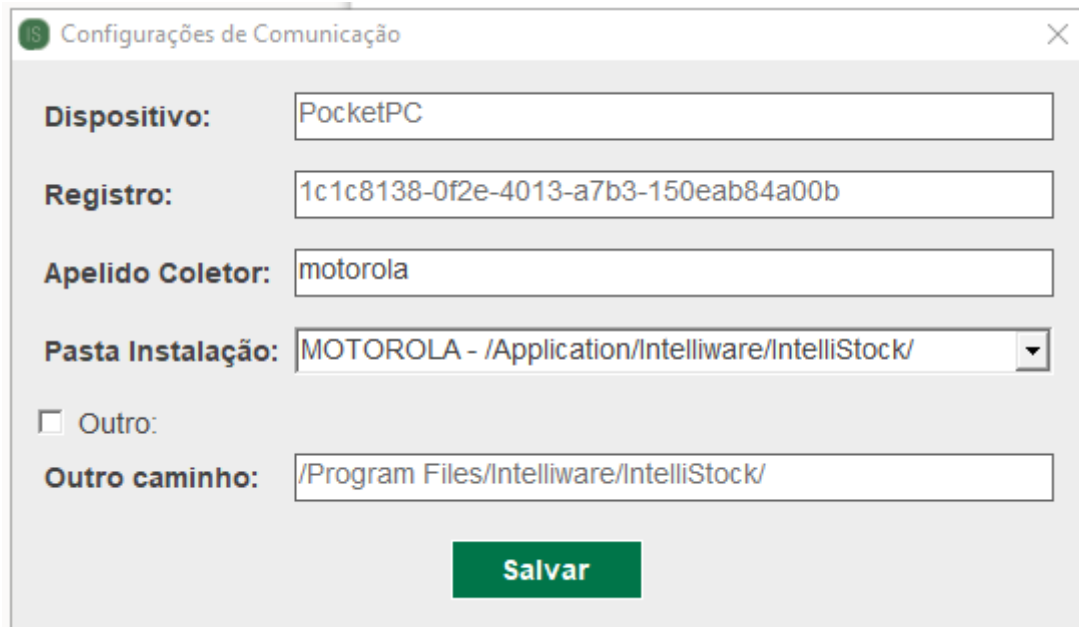 IS Configurações de Comunicação
Dispositivo: PocketPC
Registro: 1c1c8138-0f2e-4013-a7b3-150eab84a00b
Apelido Coletor: motorola
Pasta Instalação: MOTOROLA - /Application/Intelliware/IntelliStock/
Outro:
Outro caminho: /Program Files/Intelliware/IntelliStock/
Salvar